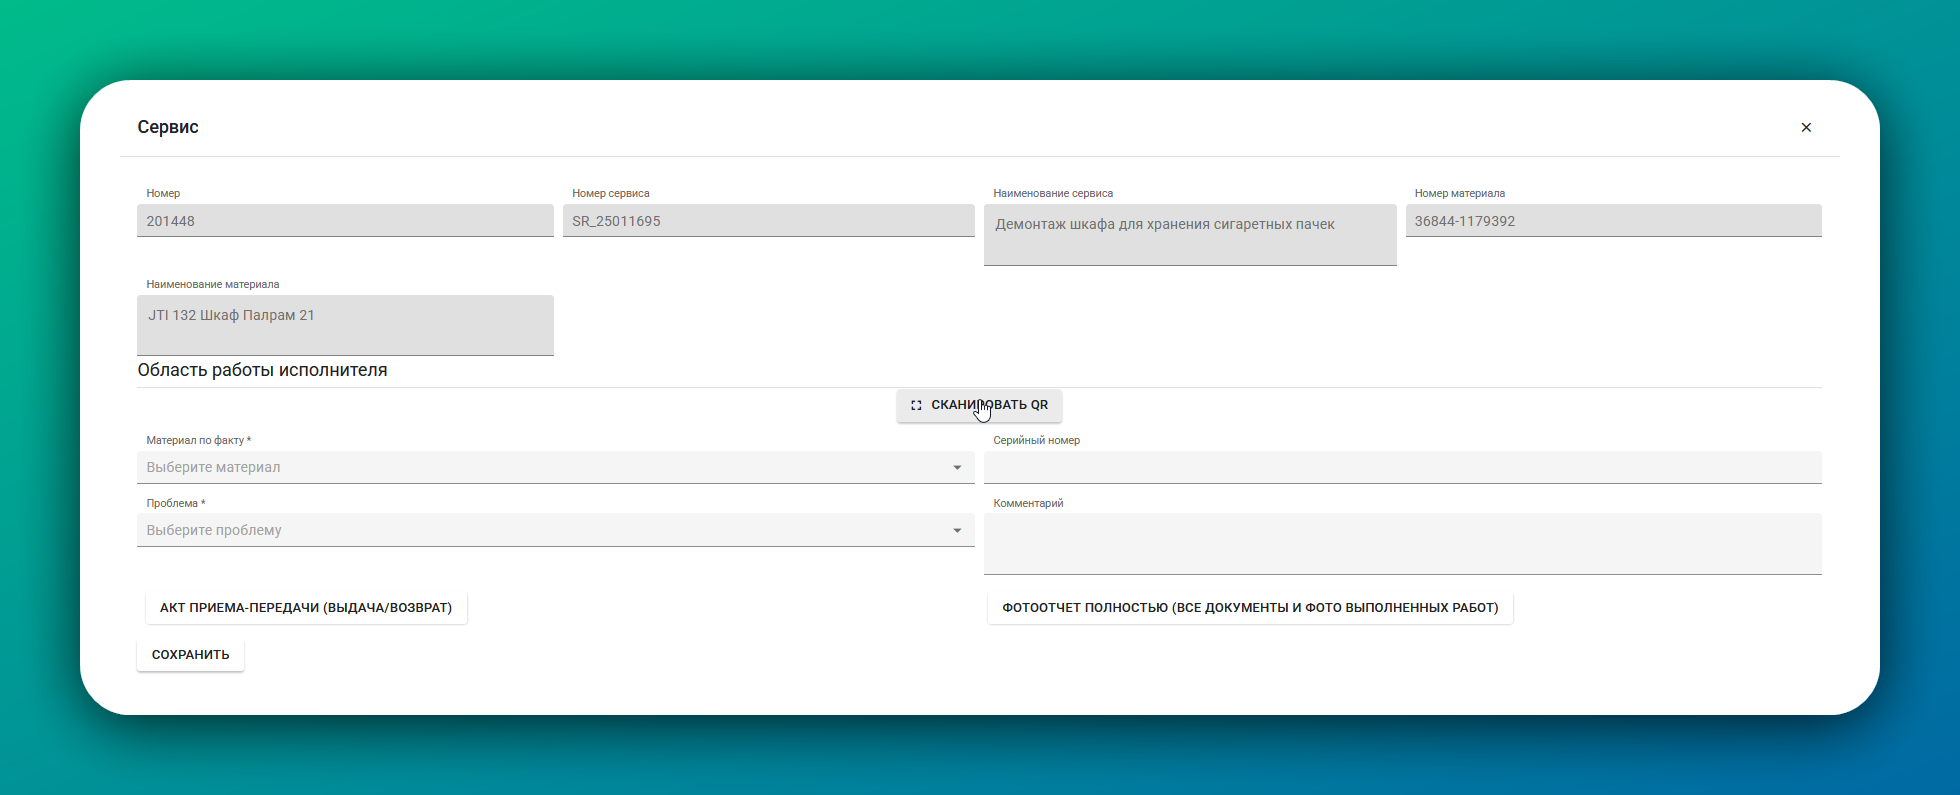 Сервис
Номер
Номер сервиса
Наименование сервиса
Номер материала
201448
SR_25011695
Демонтаж шкафа для хранения сигаретных пачек
36844-1179392
Наименование материала
JTI 132 Шкаф Палрам 21
Область работы исполнителя
СКАНИРОВАТЬ QR
Материал по факту *
Серийный номер
Выберите материал
Проблема *
Комментарий
Выберите проблему
АКТ ПРИЕМА-ПЕРЕДАЧИ (ВЫДАЧА/ВОЗВРАТ)
ФОТООТЧЕТ ПОЛНОСТЬЮ (ВСЕ ДОКУМЕНТЫ И ФОТО ВЫПОЛНЕННЫХ РАБОТ)
СОХРАНИТЬ